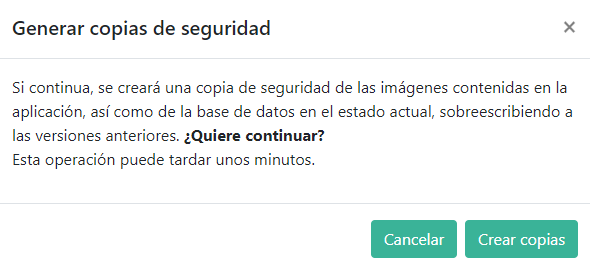 Generar copias de seguridad ×
Si continua, se creará una copia de seguridad de las imágenes contenidas en la
aplicación, así como de la base de datos en el estado actual, sobreescribiendo a
las versiones anteriores. ¿Quiere continuar?
Esta operación puede tardar unos minutos.
Cancelar Crear copias